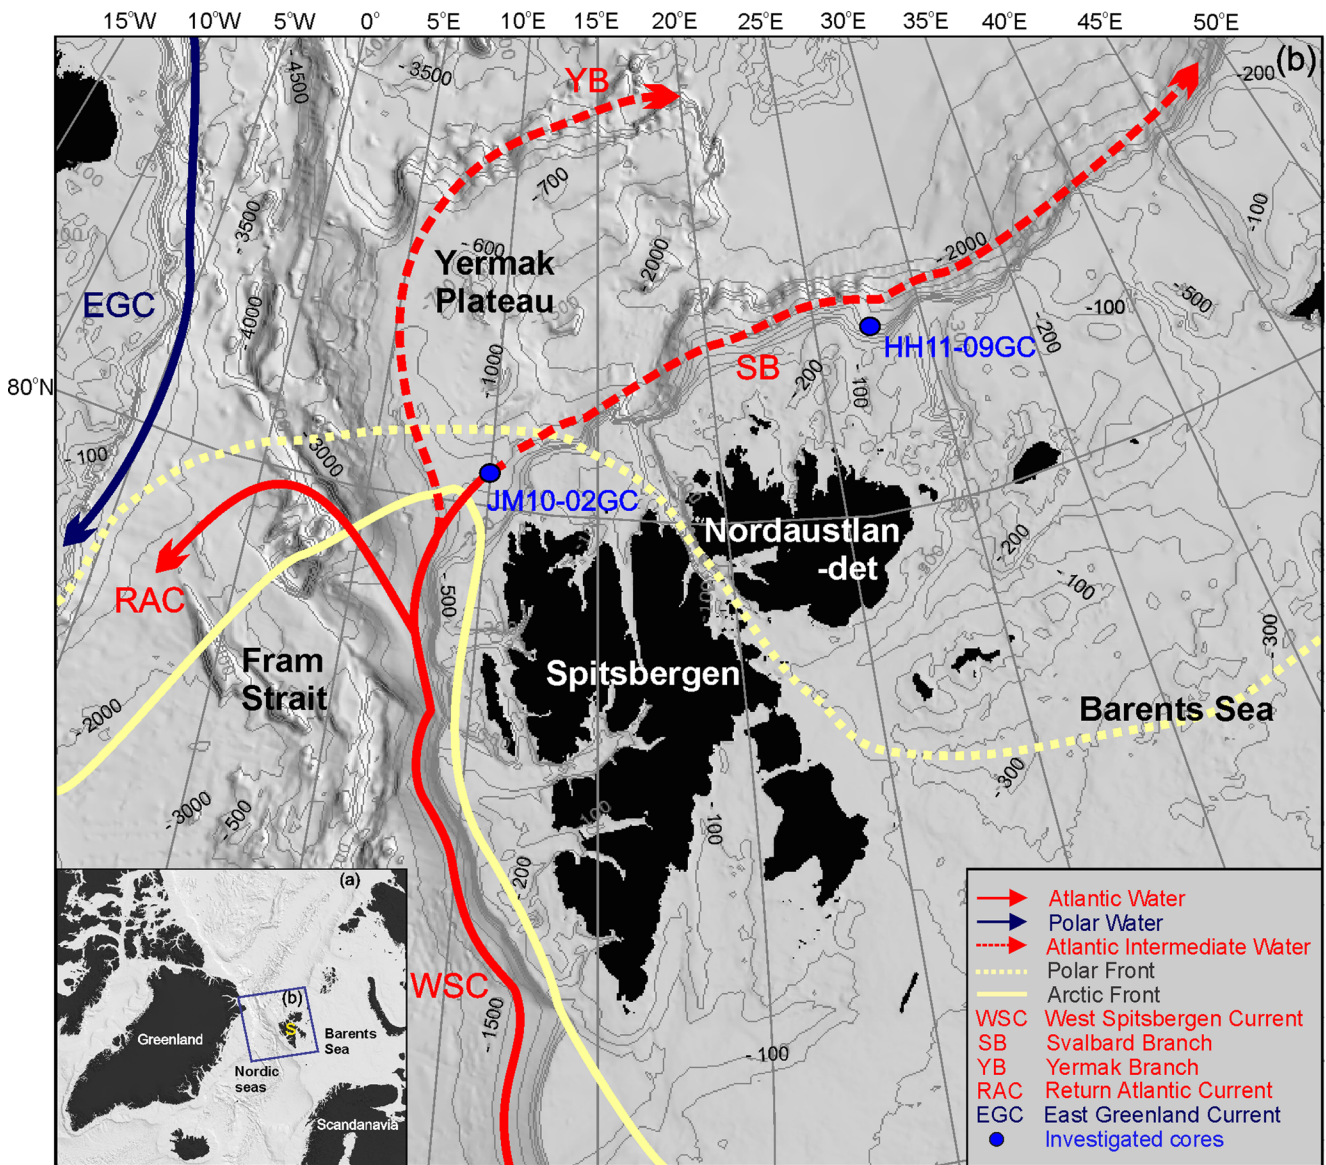 15°W 10°W 5°W 0° 5°E 10°E 15°E 20°E 25°E 30°E 35°E 40°E 45°E 50°E
(b)
-200
-3500
-4500
YB
-700
-100
-3500
-600
-2000
-2000
Yermak
Plateau
EGC
-4000
-500
-100
-200
HH11-09GC
SB
-1000
-200
-100
80°N
-100
-3000
JM10-02GC
Nordaustlan
-det
-200
-100
RAC
-500
-100
-300
Fram
Strait
Spitsbergen
Barents Sea
-2000
-300
-3000
-500
-100
-100
-200
WSC
-1500
-100
(a)
(b)
S
Greenland
Barents
Sea
Nordic
seas
Scandanavia
Atlantic Water
Polar Water
Atlantic Intermediate Water
Polar Front
Arctic Front
WSC West Spitsbergen Current
SB Svalbard Branch
YB Yermak Branch
RAC Return Atlantic Current
EGC East Greenland Current
Investigated cores